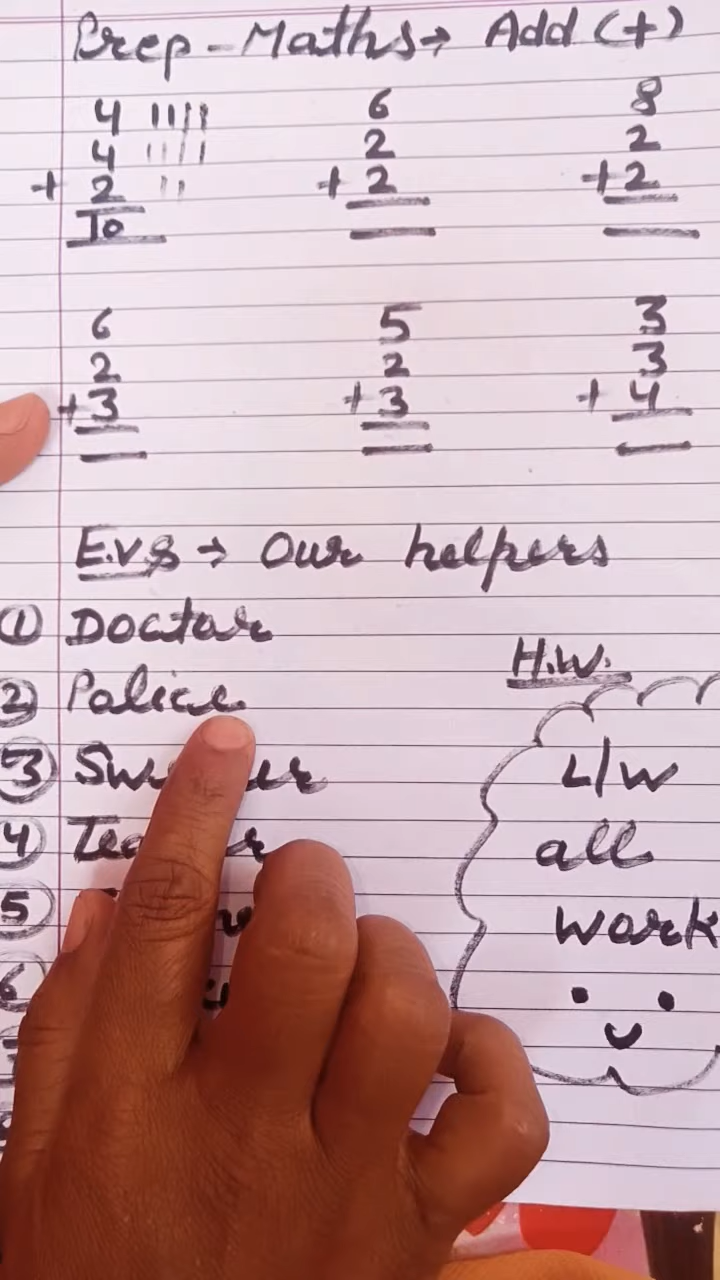 Prep - Maths → Add (+)
4 6 8
4 2 2
+ 2 + 2 + 2
10
6 5 3
2 2 3
+ 3 + 3 + 4
E.V.S → Our helpers
① Doctor
② Police
③
④
⑤
H.W.
L/W
all
work